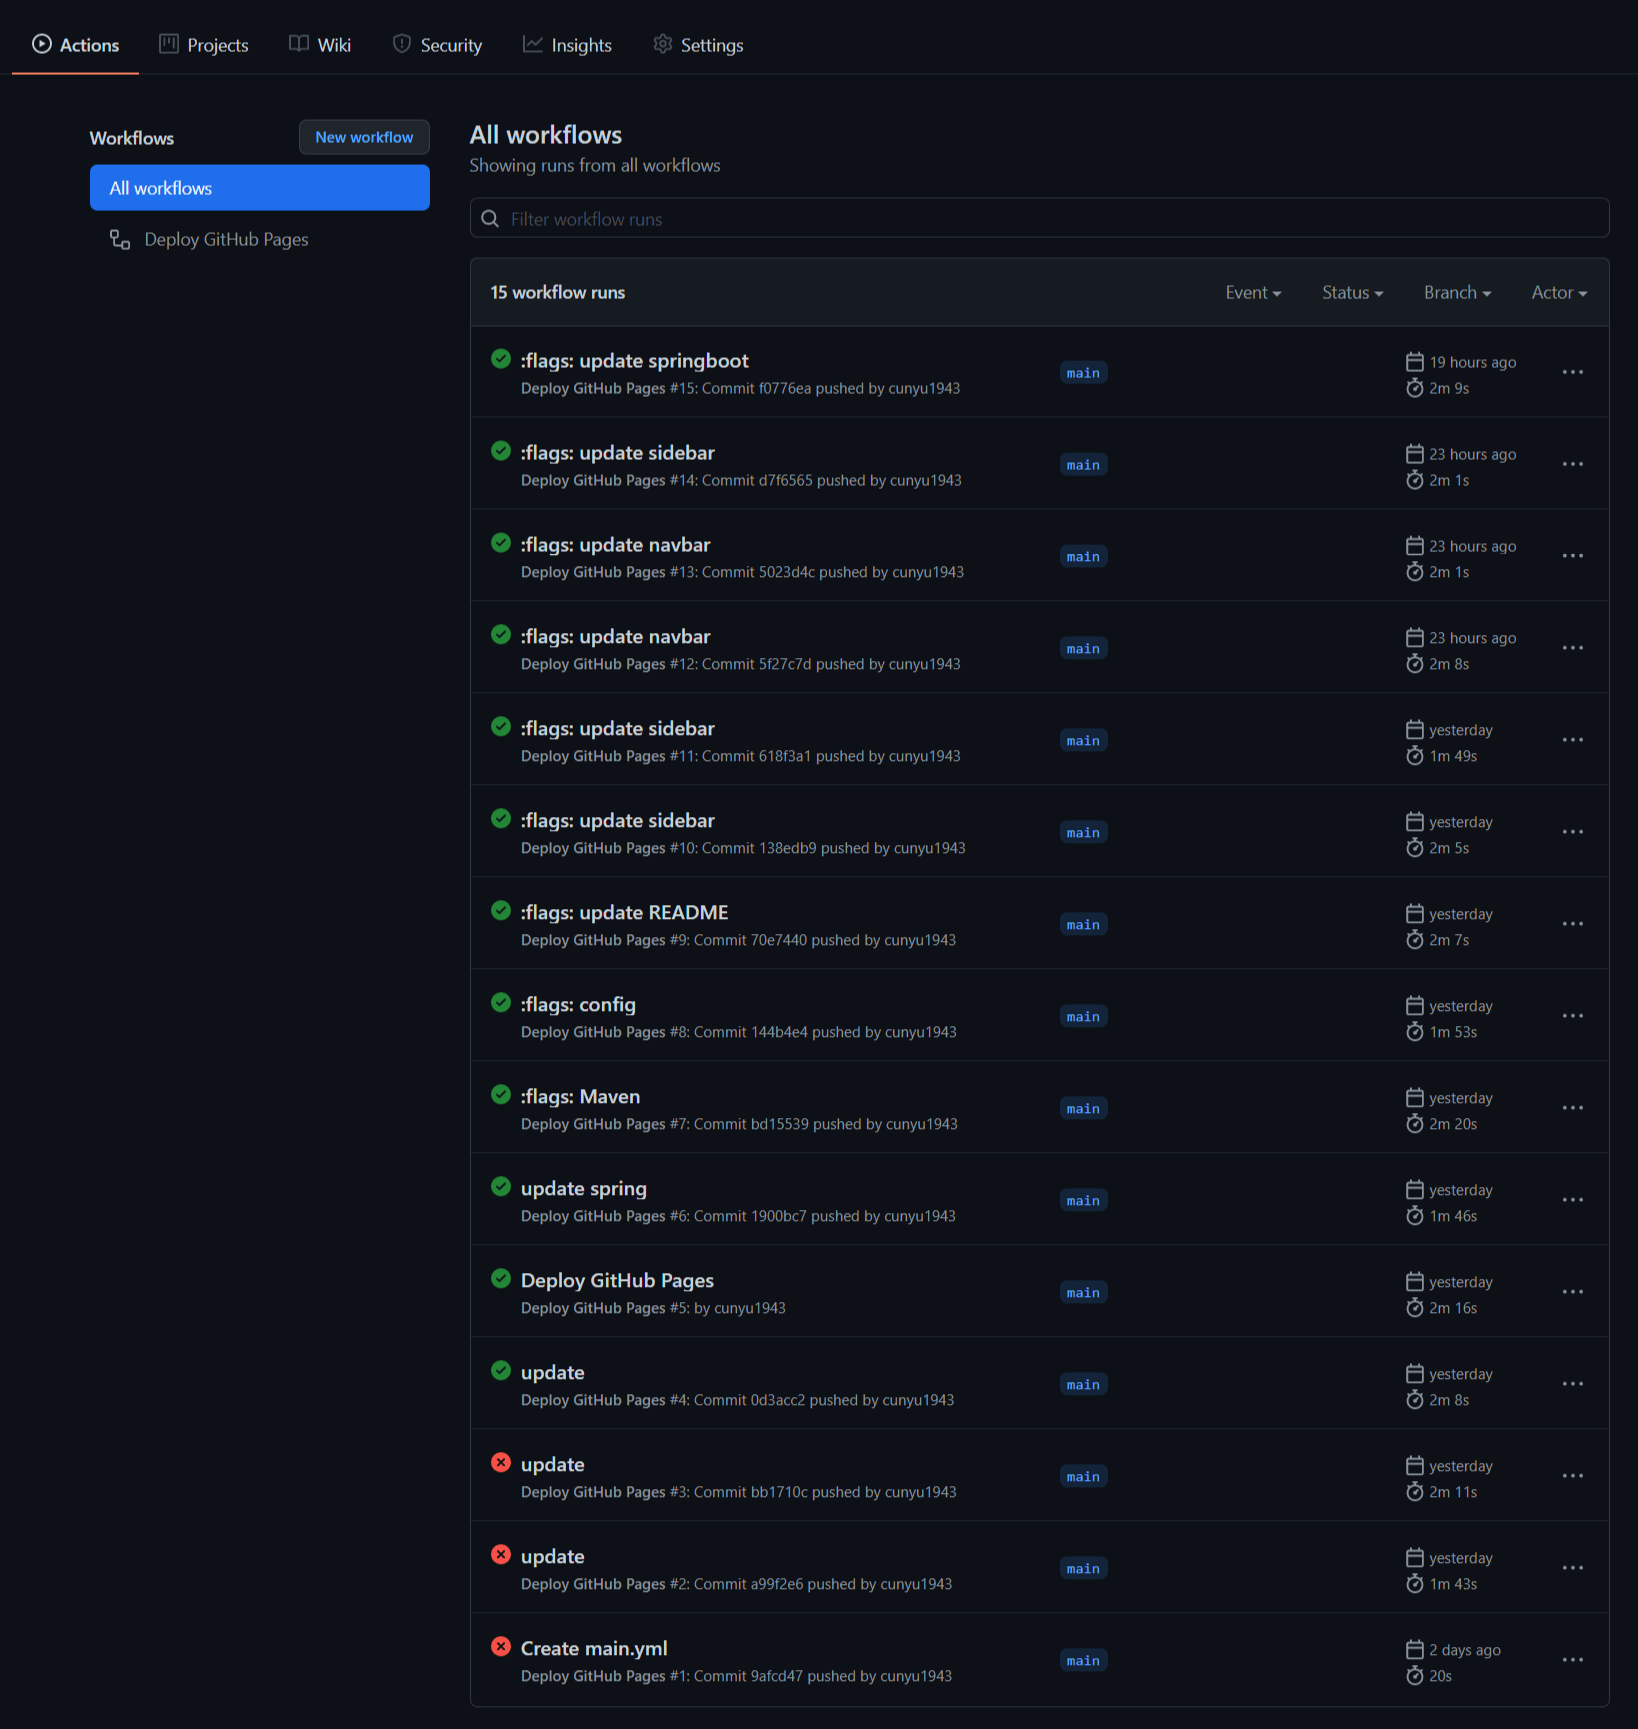 Actions Projects Wiki Security Insights Settings
Workflows
New workflow
All workflows
Deploy GitHub Pages
All workflows
Showing runs from all workflows
Filter workflow runs
15 workflow runs Event Status Branch Actor
:flags: update springboot
Deploy GitHub Pages #15: Commit f0776ea pushed by cunyu1943
main
19 hours ago
2m 9s
:flags: update sidebar
Deploy GitHub Pages #14: Commit d7f6565 pushed by cunyu1943
main
23 hours ago
2m 1s
:flags: update navbar
Deploy GitHub Pages #13: Commit 5023d4c pushed by cunyu1943
main
23 hours ago
2m 1s
:flags: update navbar
Deploy GitHub Pages #12: Commit 5f27c7d pushed by cunyu1943
main
23 hours ago
2m 8s
:flags: update sidebar
Deploy GitHub Pages #11: Commit 618f3a1 pushed by cunyu1943
main
yesterday
1m 49s
:flags: update sidebar
Deploy GitHub Pages #10: Commit 138edb9 pushed by cunyu1943
main
yesterday
2m 5s
:flags: update README
Deploy GitHub Pages #9: Commit 70e7440 pushed by cunyu1943
main
yesterday
2m 7s
:flags: config
Deploy GitHub Pages #8: Commit 144b4e4 pushed by cunyu1943
main
yesterday
1m 53s
:flags: Maven
Deploy GitHub Pages #7: Commit bd15539 pushed by cunyu1943
main
yesterday
2m 20s
update spring
Deploy GitHub Pages #6: Commit 1900bc7 pushed by cunyu1943
main
yesterday
1m 46s
Deploy GitHub Pages
Deploy GitHub Pages #5: by cunyu1943
main
yesterday
2m 16s
update
Deploy GitHub Pages #4: Commit 0d3acc2 pushed by cunyu1943
main
yesterday
2m 8s
update
Deploy GitHub Pages #3: Commit bb1710c pushed by cunyu1943
main
yesterday
2m 11s
update
Deploy GitHub Pages #2: Commit a99f2e6 pushed by cunyu1943
main
yesterday
1m 43s
Create main.yml
Deploy GitHub Pages #1: Commit 9afcd47 pushed by cunyu1943
main
2 days ago
20s